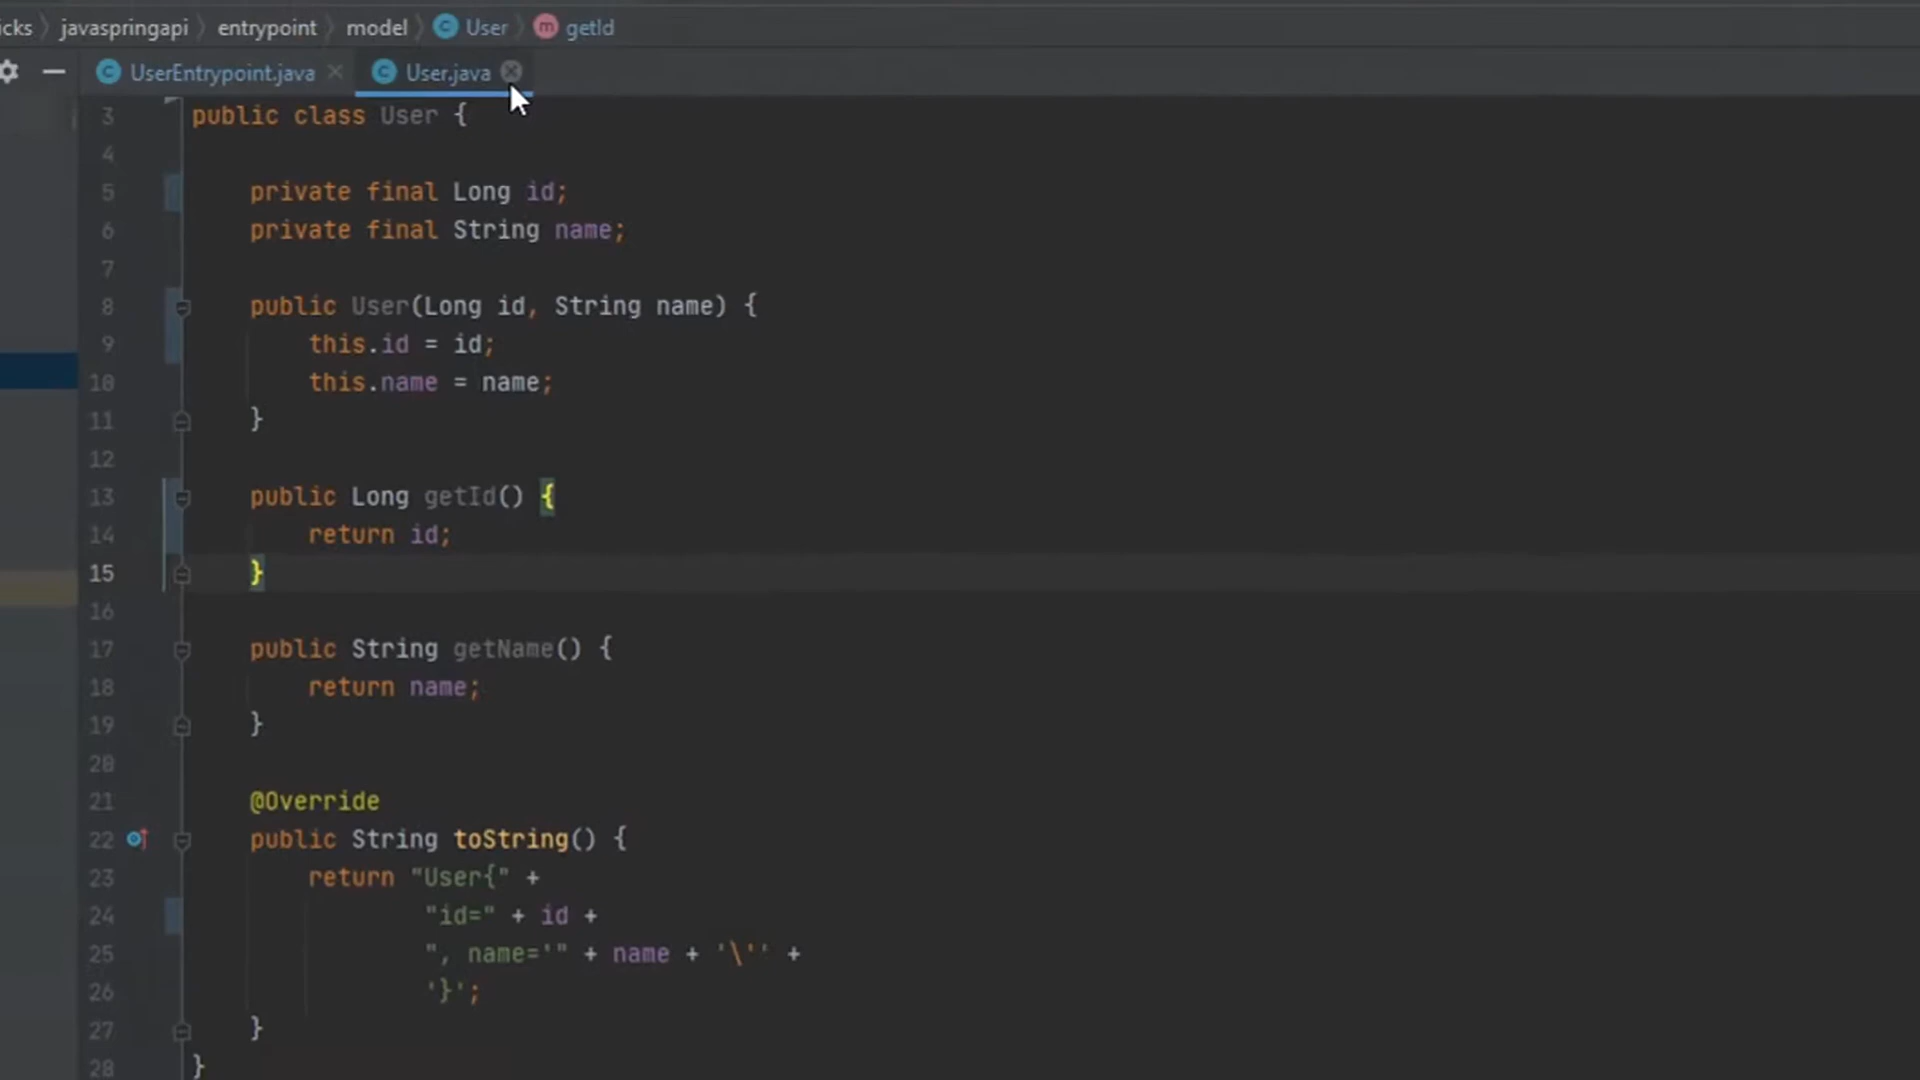 icks javaspringapi entrypoint model C User m getId
C UserEntrypoint.java C User.java
3 public class User {
4
5 private final Long id;
6 private final String name;
7
8 public User(Long id, String name) {
9 this.id = id;
10 this.name = name;
11 }
12
13 public Long getId() {
14 return id;
15 }
16
17 public String getName() {
18 return name;
19 }
20
21 @Override
22 public String toString() {
23 return "User{" +
24 "id=" + id +
25 ", name='" + name + '\'' +
26 '}';
27 }
28 }